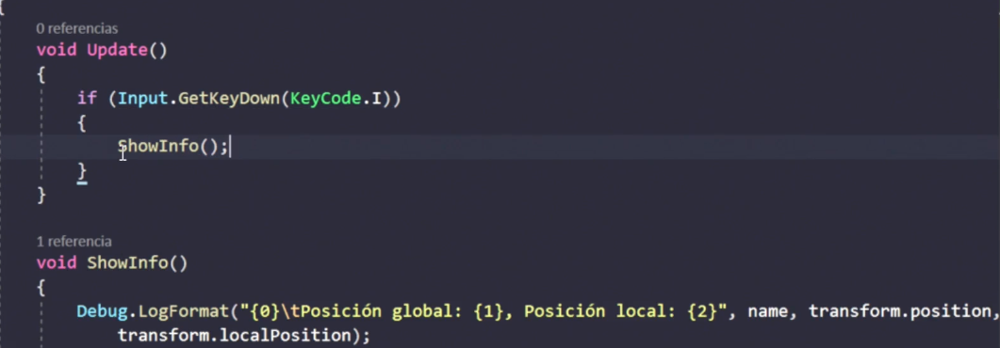 {
0 referencias
void Update()
{
if (Input.GetKeyDown(KeyCode.I))
{
ShowInfo();
}
}
1 referencia
void ShowInfo()
{
Debug.LogFormat("{0}\tPosición global: {1}, Posición local: {2}", name, transform.position,
transform.localPosition);